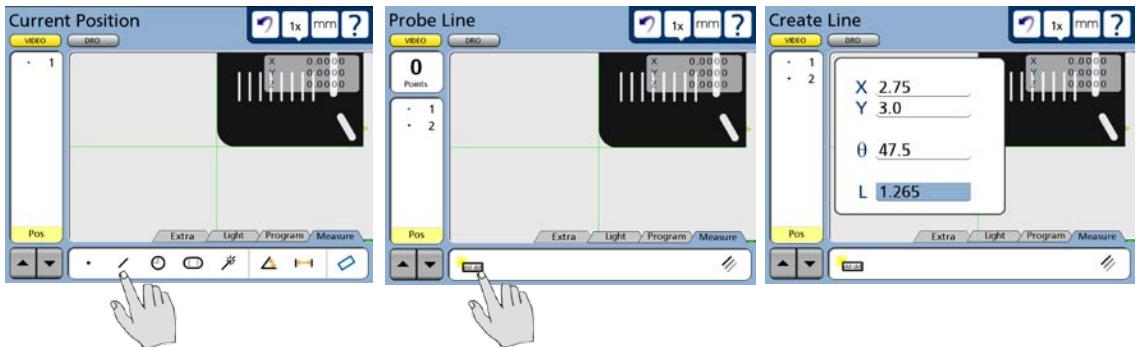 Current Position
1x
mm
?
VIDEO
DRO
1
X 0.0000
Y 0.0000
Z 0.0000
Pos
Extra
Light
Program
Measure
Probe Line
1x
mm
?
VIDEO
DRO
0
Points
1
2
X 0.0000
Y 0.0000
Z 0.0000
Pos
Extra
Light
Program
Measure
Create Line
1x
mm
?
VIDEO
DRO
1
2
X 0.0000
Y 0.0000
Z 0.0000
X 2.75
Y 3.0
θ 47.5
L 1.265
Pos
Extra
Light
Program
Measure